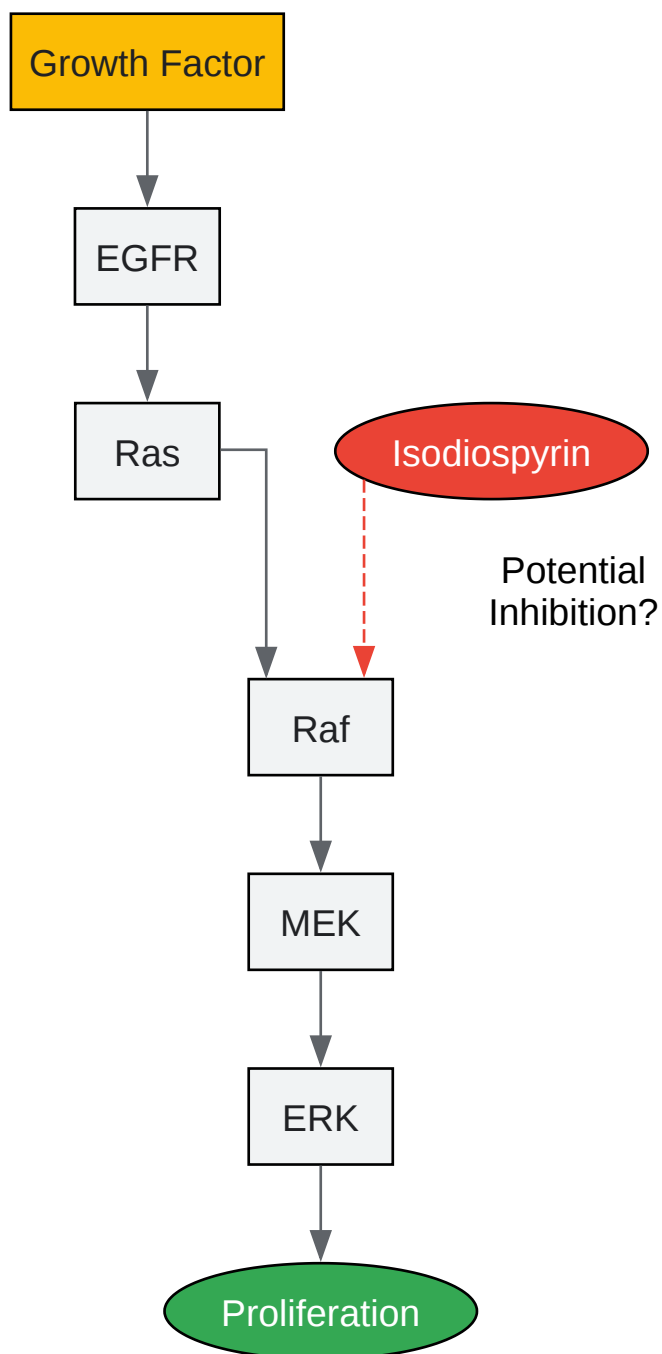 Growth Factor
EGFR
Ras
Isodiospyrin
Potential
Inhibition?
Raf
MEK
ERK
Proliferation